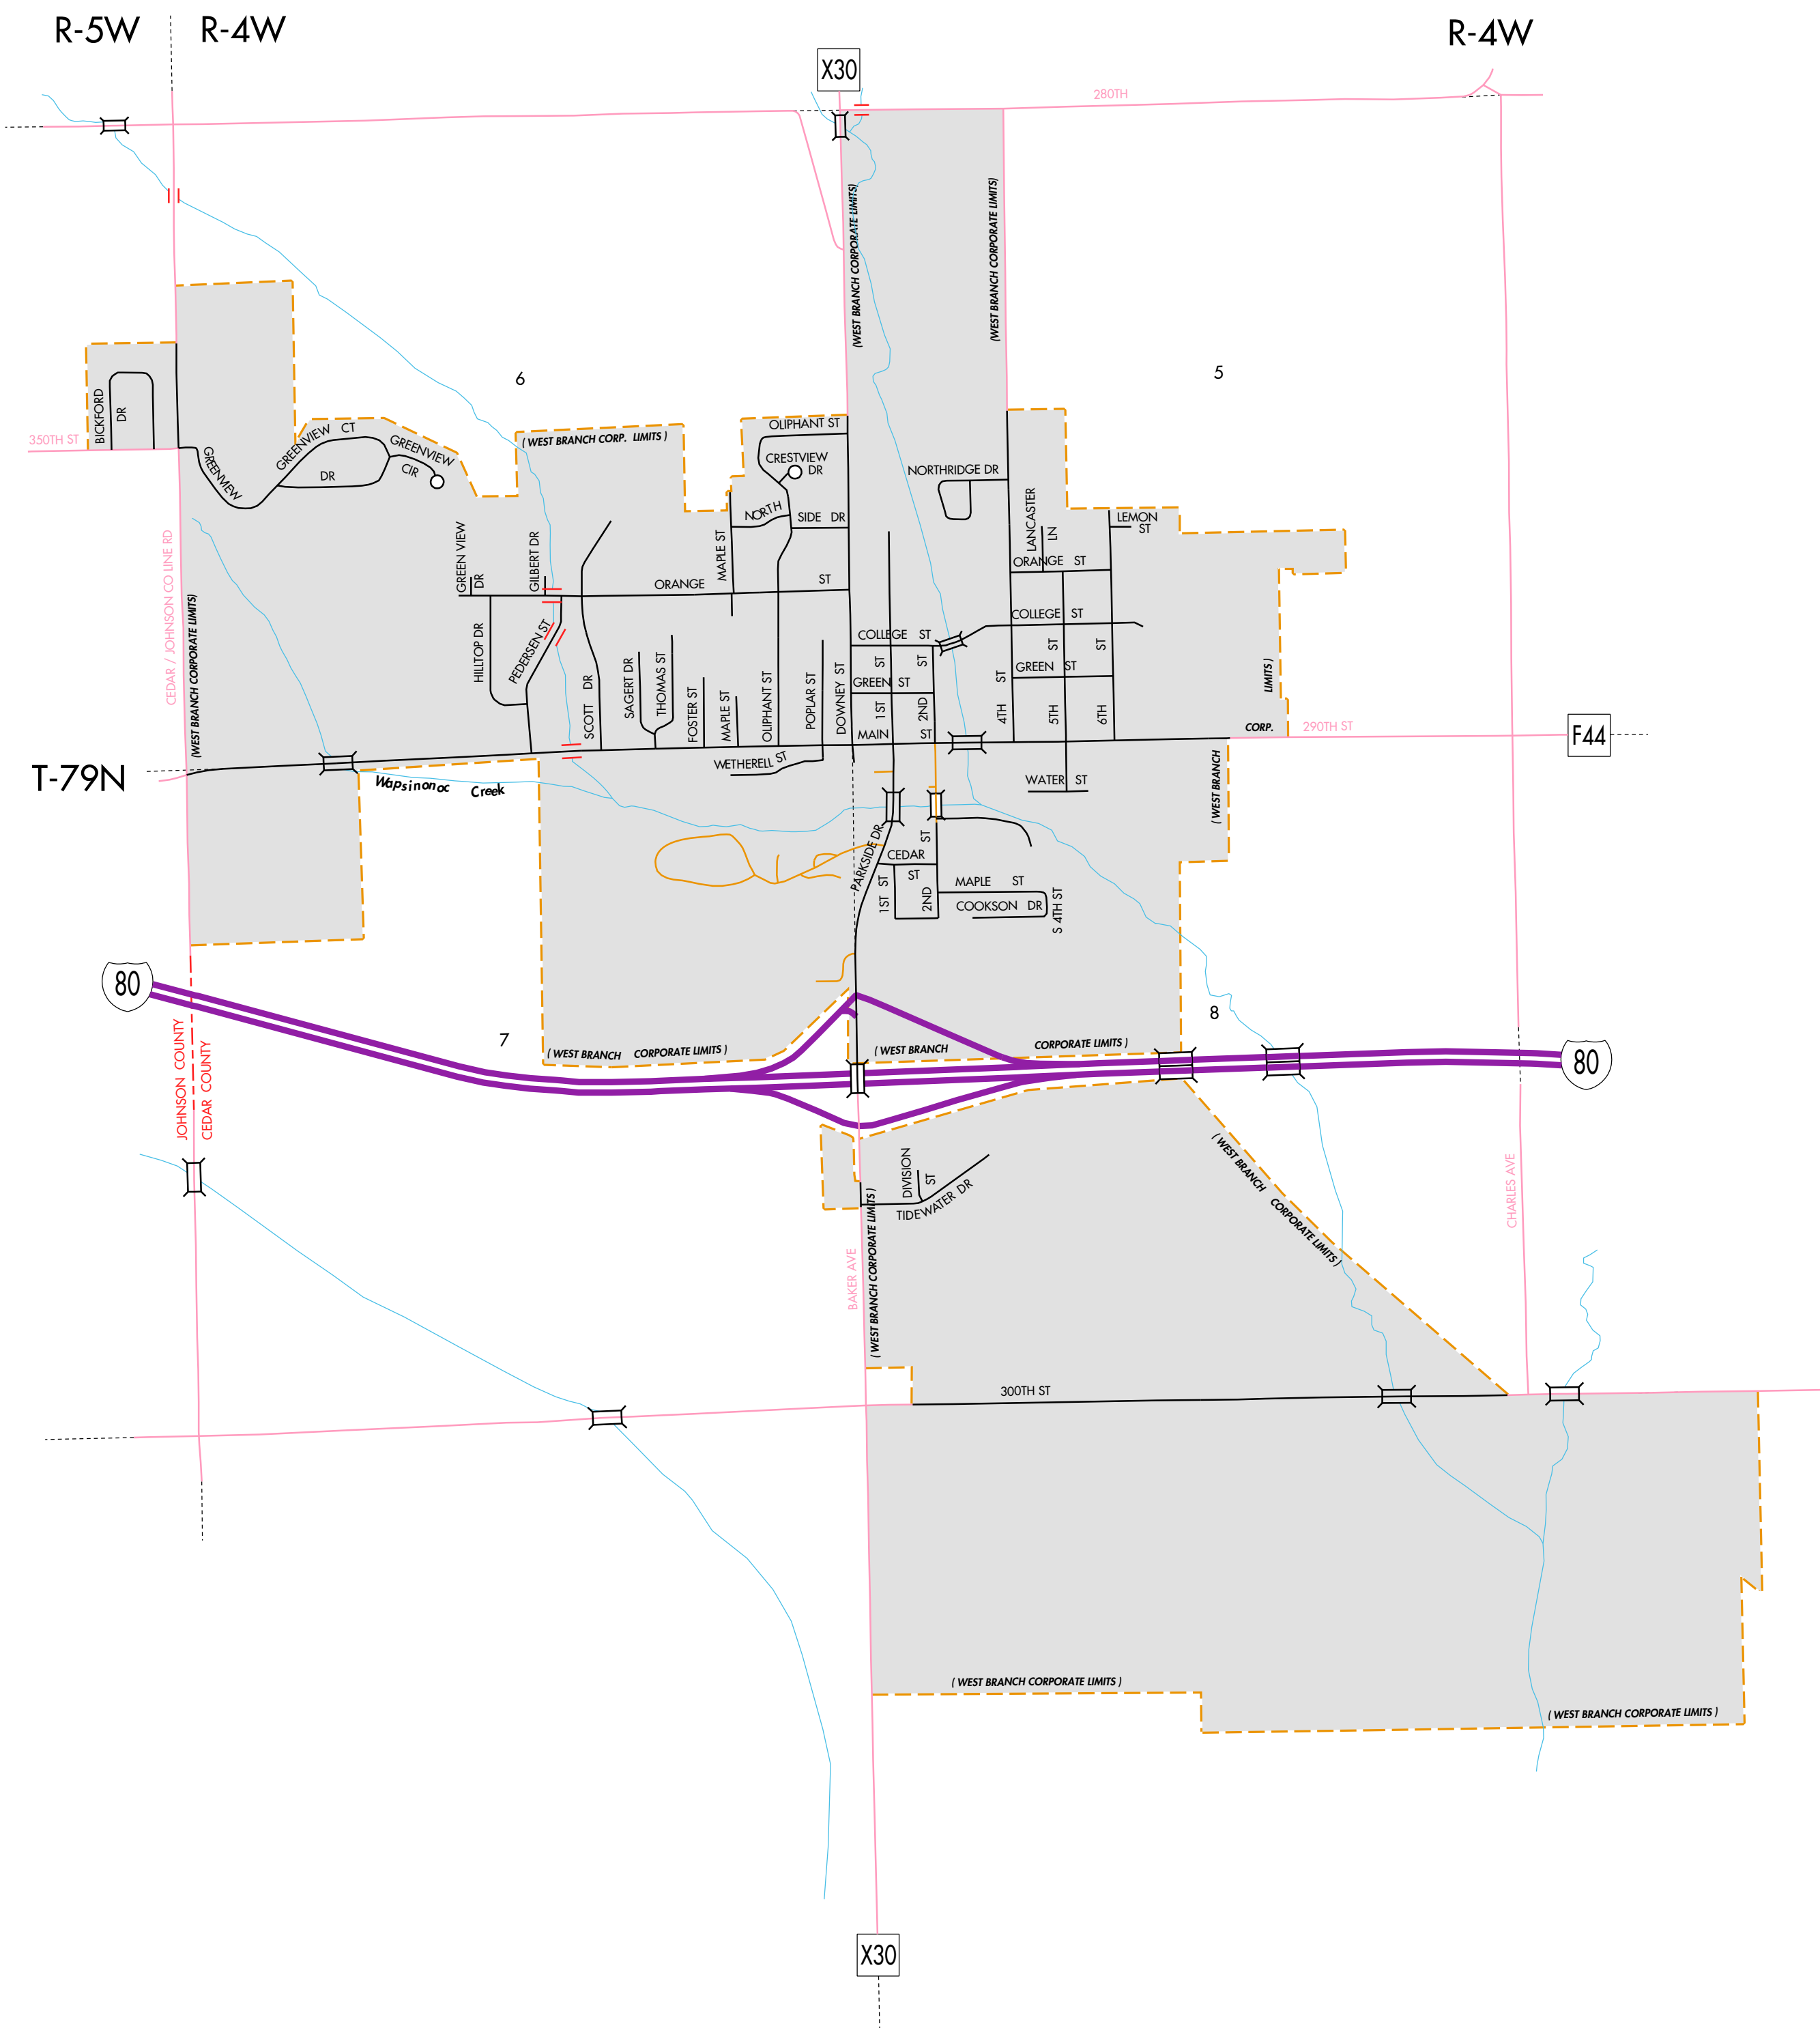 R-5W R-4W
R-4W
X30
280TH
(WEST BRANCH CORPORATE LIMITS)
(WEST BRANCH CORPORATE LIMITS)
6
5
BICKFORD
DR
350TH ST
GREENVIEW CT
GREENVIEW
CIR
GREENVIEW
DR
( WEST BRANCH CORP. LIMITS )
OLIPHANT ST
CRESTVIEW
DR
NORTHRIDGE DR
NORTH
SIDE DR
LANCASTER
LN
LEMON
ST
CEDAR / JOHNSON CO LINE RD
(WEST BRANCH CORPORATE LIMITS)
GREEN VIEW
DR
GILBERT DR
MAPLE ST
ORANGE
ST
ORANGE ST
COLLEGE ST
COLLEGE ST
HILLTOP DR
PEDERSEN ST
SCOTT DR
SAGERT DR
THOMAS ST
FOSTER ST
MAPLE ST
OLIPHANT ST
POPLAR ST
DOWNEY ST
GREEN ST
1ST ST
2ND ST
4TH ST
GREEN ST
5TH ST
6TH ST
LIMITS )
CORP.
290TH ST
F44
MAIN ST
WETHERELL ST
WATER ST
( WEST BRANCH
T-79N
Wapsinonoc Creek
PARKSIDE DR
ST
CEDAR
ST
1ST ST
2ND
MAPLE ST
COOKSON DR
S 4TH ST
80
7
8
( WEST BRANCH CORPORATE LIMITS )
( WEST BRANCH CORPORATE LIMITS )
80
JOHNSON COUNTY
CEDAR COUNTY
( WEST BRANCH CORPORATE LIMITS )
DIVISION
ST
TIDEWATER DR
CHARLES AVE
BAKER AVE
(WEST BRANCH CORPORATE LIMITS )
300TH ST
( WEST BRANCH CORPORATE LIMITS )
( WEST BRANCH CORPORATE LIMITS )
X30